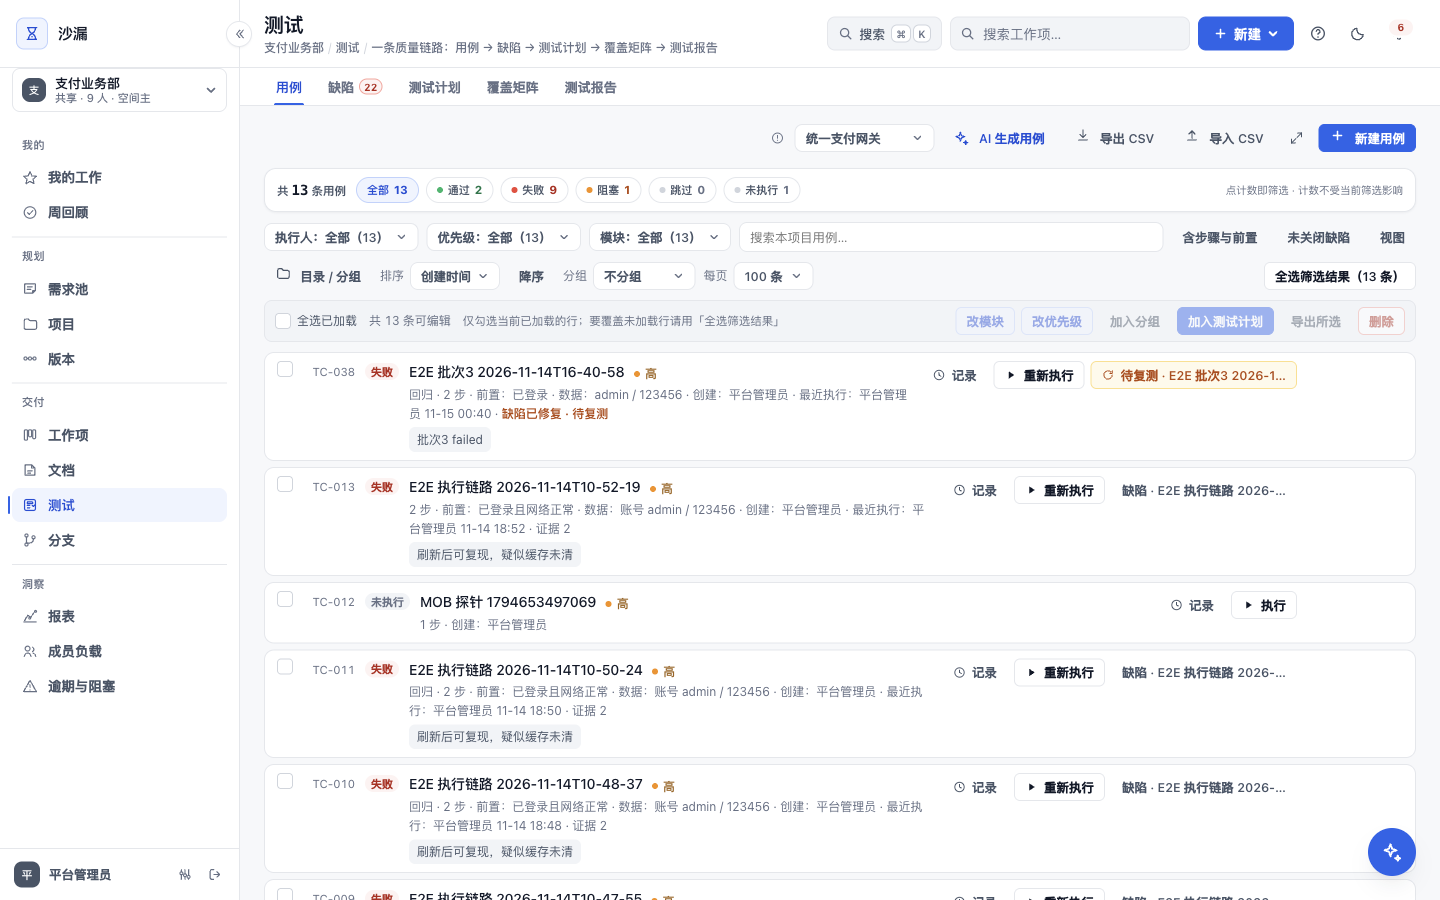 沙漏
支
支付业务部
共享 · 9 人 · 空间主
我的
我的工作
周回顾
规划
需求池
项目
版本
交付
工作项
文档
测试
分支
洞察
报表
成员负载
逾期与阻塞
平
平台管理员
测试
支付业务部 / 测试 / 一条质量链路：用例 → 缺陷 → 测试计划 → 覆盖矩阵 → 测试报告
搜索 ⌘ K
搜索工作项...
新建
6
用例
缺陷 22
测试计划
覆盖矩阵
测试报告
统一支付网关
AI 生成用例
导出 CSV
导入 CSV
新建用例
共 13 条用例
全部 13
通过 2
失败 9
阻塞 1
跳过 0
未执行 1
点计数即筛选 · 计数不受当前筛选影响
执行人：全部（13）
优先级：全部（13）
模块：全部（13）
搜索本项目用例...
含步骤与前置
未关闭缺陷
视图
目录 / 分组
排序
创建时间
降序
分组
不分组
每页
100 条
全选筛选结果（13 条）
全选已加载
共 13 条可编辑
仅勾选当前已加载的行；要覆盖未加载行请用「全选筛选结果」
改模块
改优先级
加入分组
加入测试计划
导出所选
删除
TC-038
失败
E2E 批次3 2026-11-14T16-40-58
高
回归 · 2 步 · 前置：已登录 · 数据：admin / 123456 · 创建：平台管理员 · 最近执行：平台管理
员 11-15 00:40 · 缺陷已修复 · 待复测
批次3 failed
记录
重新执行
待复测 · E2E 批次3 2026-1...
TC-013
失败
E2E 执行链路 2026-11-14T10-52-19
高
2 步 · 前置：已登录且网络正常 · 数据：账号 admin / 123456 · 创建：平台管理员 · 最近执行：平
台管理员 11-14 18:52 · 证据 2
刷新后可复现，疑似缓存未清
记录
重新执行
缺陷 · E2E 执行链路 2026-...
TC-012
未执行
MOB 探针 1794653497069
高
1 步 · 创建：平台管理员
记录
执行
TC-011
失败
E2E 执行链路 2026-11-14T10-50-24
高
回归 · 2 步 · 前置：已登录且网络正常 · 数据：账号 admin / 123456 · 创建：平台管理员 · 最近执
行：平台管理员 11-14 18:50 · 证据 2
刷新后可复现，疑似缓存未清
记录
重新执行
缺陷 · E2E 执行链路 2026-...
TC-010
失败
E2E 执行链路 2026-11-14T10-48-37
高
回归 · 2 步 · 前置：已登录且网络正常 · 数据：账号 admin / 123456 · 创建：平台管理员 · 最近执
行：平台管理员 11-14 18:48 · 证据 2
刷新后可复现，疑似缓存未清
记录
重新执行
缺陷 · E2E 执行链路 2026-...
TC-009
失败
E2E 执行链路 2026-11-14T10-47-55
高
记录
重新执行
缺陷 · E2E 执行链路 2026-...